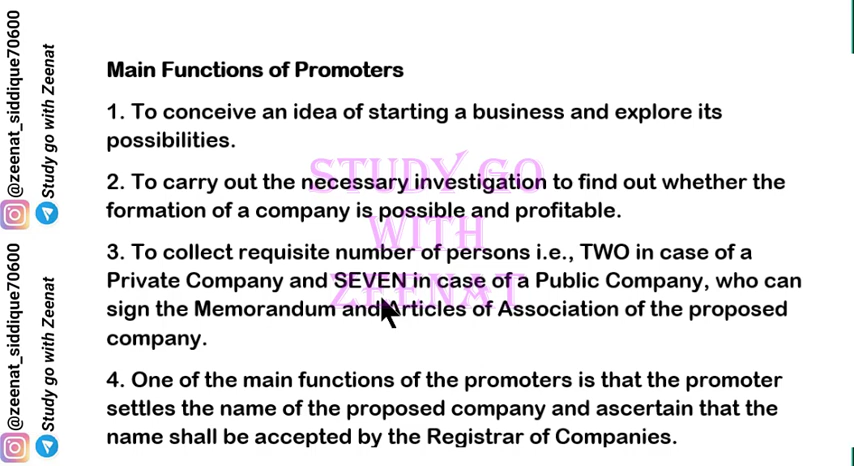 Main Functions of Promoters
1. To conceive an idea of starting a business and explore its
possibilities.
2. To carry out the necessary investigation to find out whether the
formation of a company is possible and profitable.
3. To collect requisite number of persons i.e., TWO in case of a
Private Company and SEVEN in case of a Public Company, who can
sign the Memorandum and Articles of Association of the proposed
company.
4. One of the main functions of the promoters is that the promoter
settles the name of the proposed company and ascertain that the
name shall be accepted by the Registrar of Companies.
STUDY GO
WITH
ZEENAT
@zeenat_siddique70600
Study go with Zeenat
@zeenat_siddique70600
Study go with Zeenat